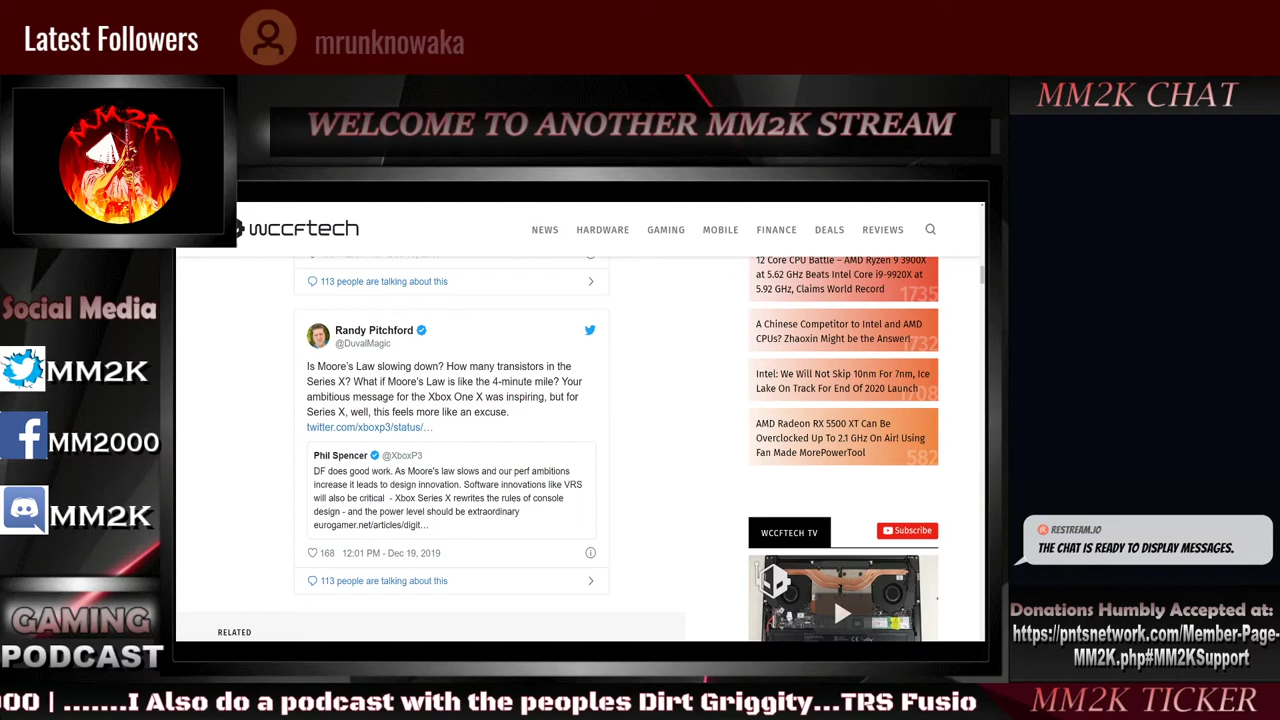 Latest Followers
mrunknowaka
MM2K
WELCOME TO ANOTHER MM2K STREAM
MM2K CHAT
wccftech
NEWS HARDWARE GAMING MOBILE FINANCE DEALS REVIEWS
113 people are talking about this
Randy Pitchford
@DuvalMagic
Is Moore's Law slowing down? How many transistors in the
Series X? What if Moore's Law is like the 4-minute mile? Your
ambitious message for the Xbox One X was inspiring, but for
Series X, well, this feels more like an excuse.
twitter.com/xboxp3/status/…
Phil Spencer @XboxP3
DF does good work. As Moore's law slows and our perf ambitions
increase it leads to design innovation. Software innovations like VRS
will also be critical - Xbox Series X rewrites the rules of console
design - and the power level should be extraordinary
eurogamer.net/articles/digit…
168 12:01 PM - Dec 19, 2019
113 people are talking about this
RELATED
12 Core CPU Battle – AMD Ryzen 9 3900X
at 5.62 GHz Beats Intel Core i9-9920X at
5.92 GHz, Claims World Record
1735
A Chinese Competitor to Intel and AMD
CPUs? Zhaoxin Might be the Answer!
1732
Intel: We Will Not Skip 10nm For 7nm, Ice
Lake On Track For End Of 2020 Launch
1708
AMD Radeon RX 5500 XT Can Be
Overclocked Up To 2.1 GHz On Air! Using
Fan Made MorePowerTool
582
WCCFTECH TV
Subscribe
Social Media
MM2K
MM2000
MM2K
GAMING
PODCAST
RESTREAM.IO
THE CHAT IS READY TO DISPLAY MESSAGES.
Donations Humbly Accepted at:
https://pntsnetwork.com/Member-Page-
MM2K.php#MM2KSupport
000 | .......I Also do a podcast with the peoples Dirt Griggity...TRS Fusio
MM2K TICKER